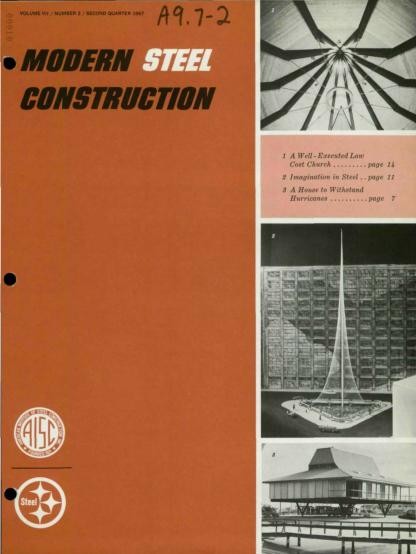 VOLUME VII / NUMBER 2 / SECOND QUARTER 1967
A9.7-2
MODERN STEEL
CONSTRUCTION
1
1 A Well-Executed Low
Cost Church ......... page 14
2 Imagination in Steel .. page 11
3 A House to Withstand
Hurricanes .......... page 7
2
3
AISC
Steel